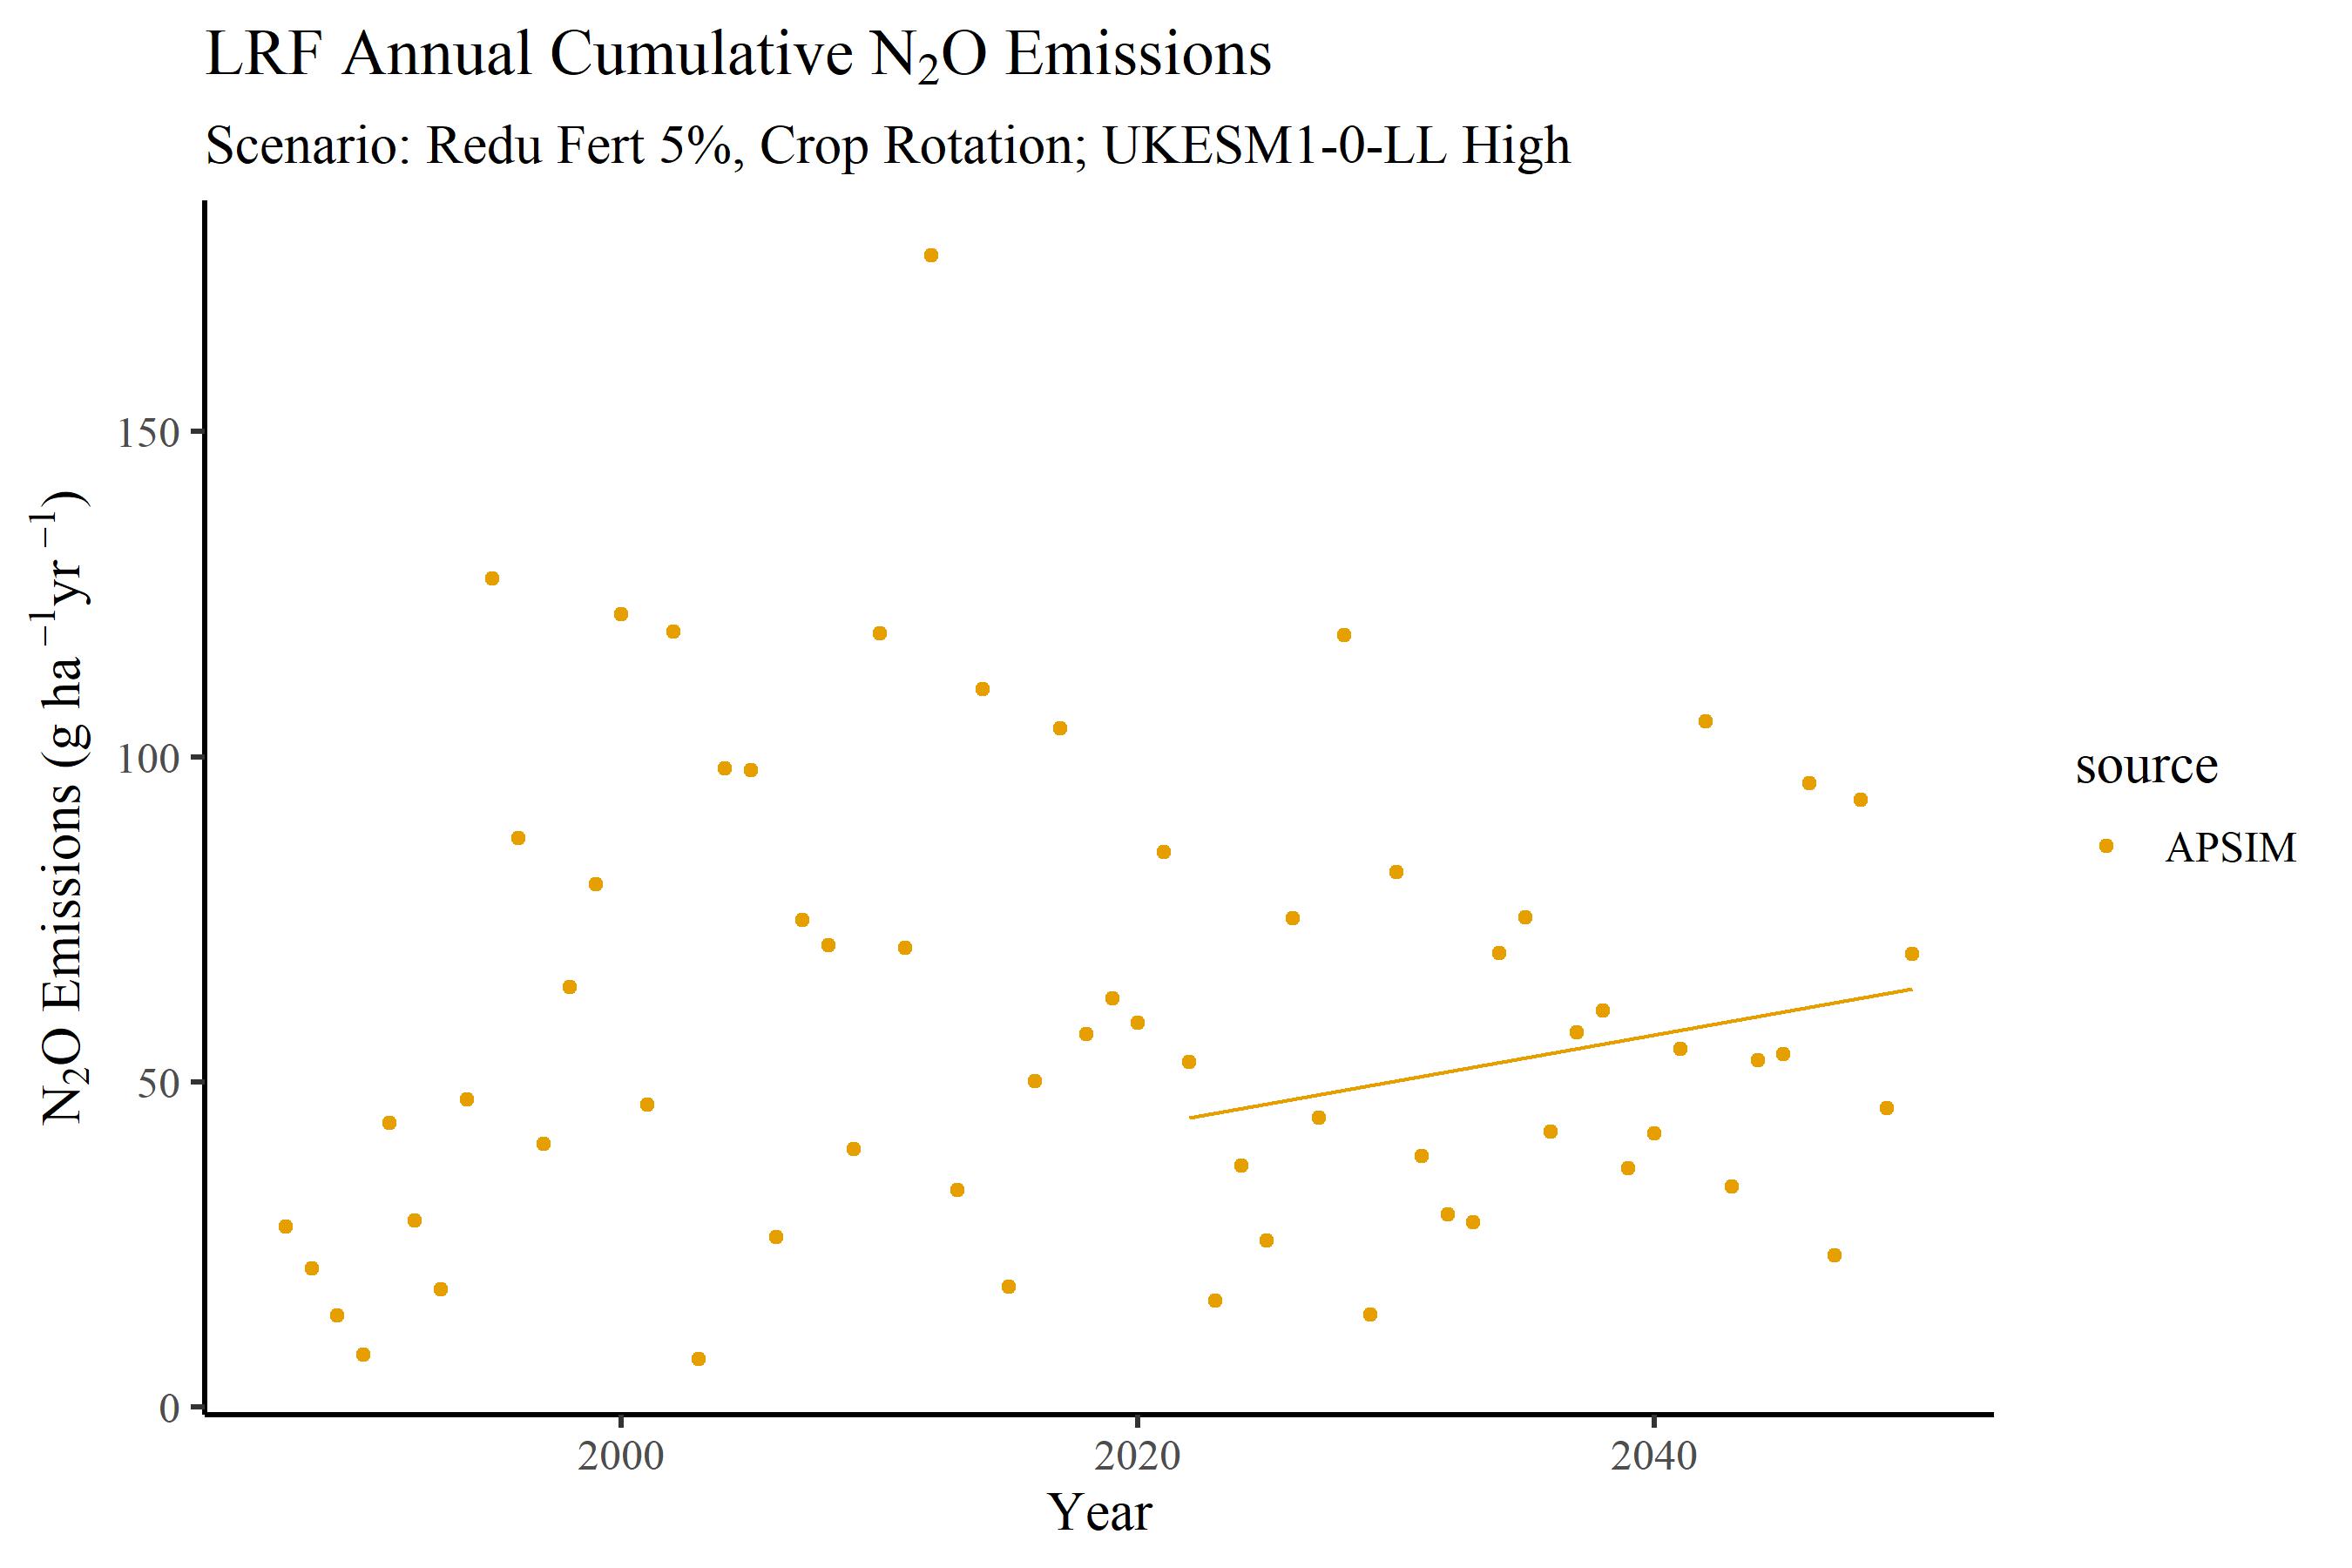 LRF Annual Cumulative N₂O Emissions
Scenario: Redu Fert 5%, Crop Rotation; UKESM1-0-LL High
N₂O Emissions (g ha ⁻¹yr ⁻¹)
150
100
50
0
2000 2020 2040
Year
source
APSIM